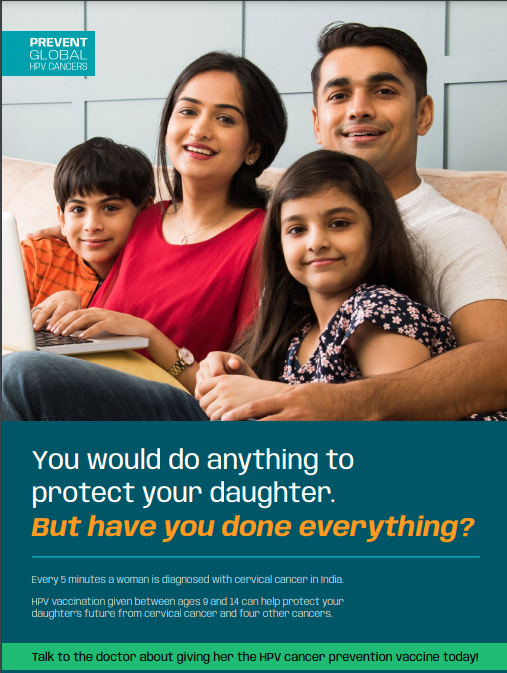 PREVENT
GLOBAL
HPV CANCERS
You would do anything to
protect your daughter.
But have you done everything?
Every 5 minutes a woman is diagnosed with cervical cancer in India.
HPV vaccination given between ages 9 and 14 can help protect your
daughter's future from cervical cancer and four other cancers.
Talk to the doctor about giving her the HPV cancer prevention vaccine today!